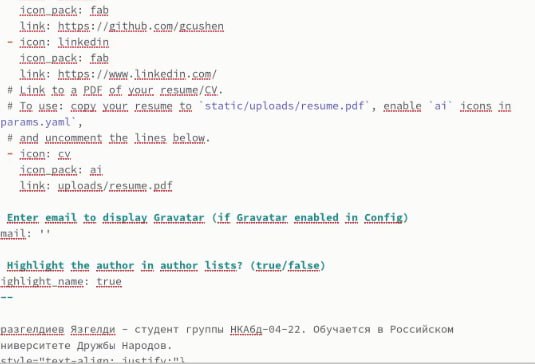 icon_pack: fab
link: https://github.com/gcushen
- icon: linkedin
icon_pack: fab
link: https://www.linkedin.com/
# Link to a PDF of your resume/CV.
# To use: copy your resume to `static/uploads/resume.pdf`, enable `ai` icons in
params.yaml`,
# and uncomment the lines below.
- icon: cv
icon_pack: ai
link: uploads/resume.pdf
Enter email to display Gravatar (if Gravatar enabled in Config)
mail: ''
Highlight the author in author lists? (true/false)
ighlight_name: true
--
разгелдиев Язгелди – студент группы НКАбд-04-22. Обучается в Российском
ниверситете Дружбы Народов.
style="text-align: justify;"}